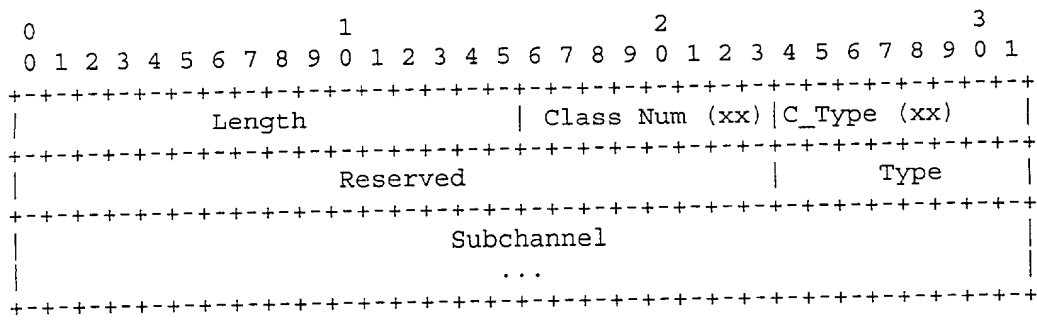 0                   1                   2                   3
0 1 2 3 4 5 6 7 8 9 0 1 2 3 4 5 6 7 8 9 0 1 2 3 4 5 6 7 8 9 0 1
+-+-+-+-+-+-+-+-+-+-+-+-+-+-+-+-+-+-+-+-+-+-+-+-+-+-+-+-+-+-+-+-+
| Length | Class Num (xx) |C_Type (xx) |
+-+-+-+-+-+-+-+-+-+-+-+-+-+-+-+-+-+-+-+-+-+-+-+-+-+-+-+-+-+-+-+-+
| Reserved | Type |
+-+-+-+-+-+-+-+-+-+-+-+-+-+-+-+-+-+-+-+-+-+-+-+-+-+-+-+-+-+-+-+-+
| Subchannel |
| ... |
+-+-+-+-+-+-+-+-+-+-+-+-+-+-+-+-+-+-+-+-+-+-+-+-+-+-+-+-+-+-+-+-+